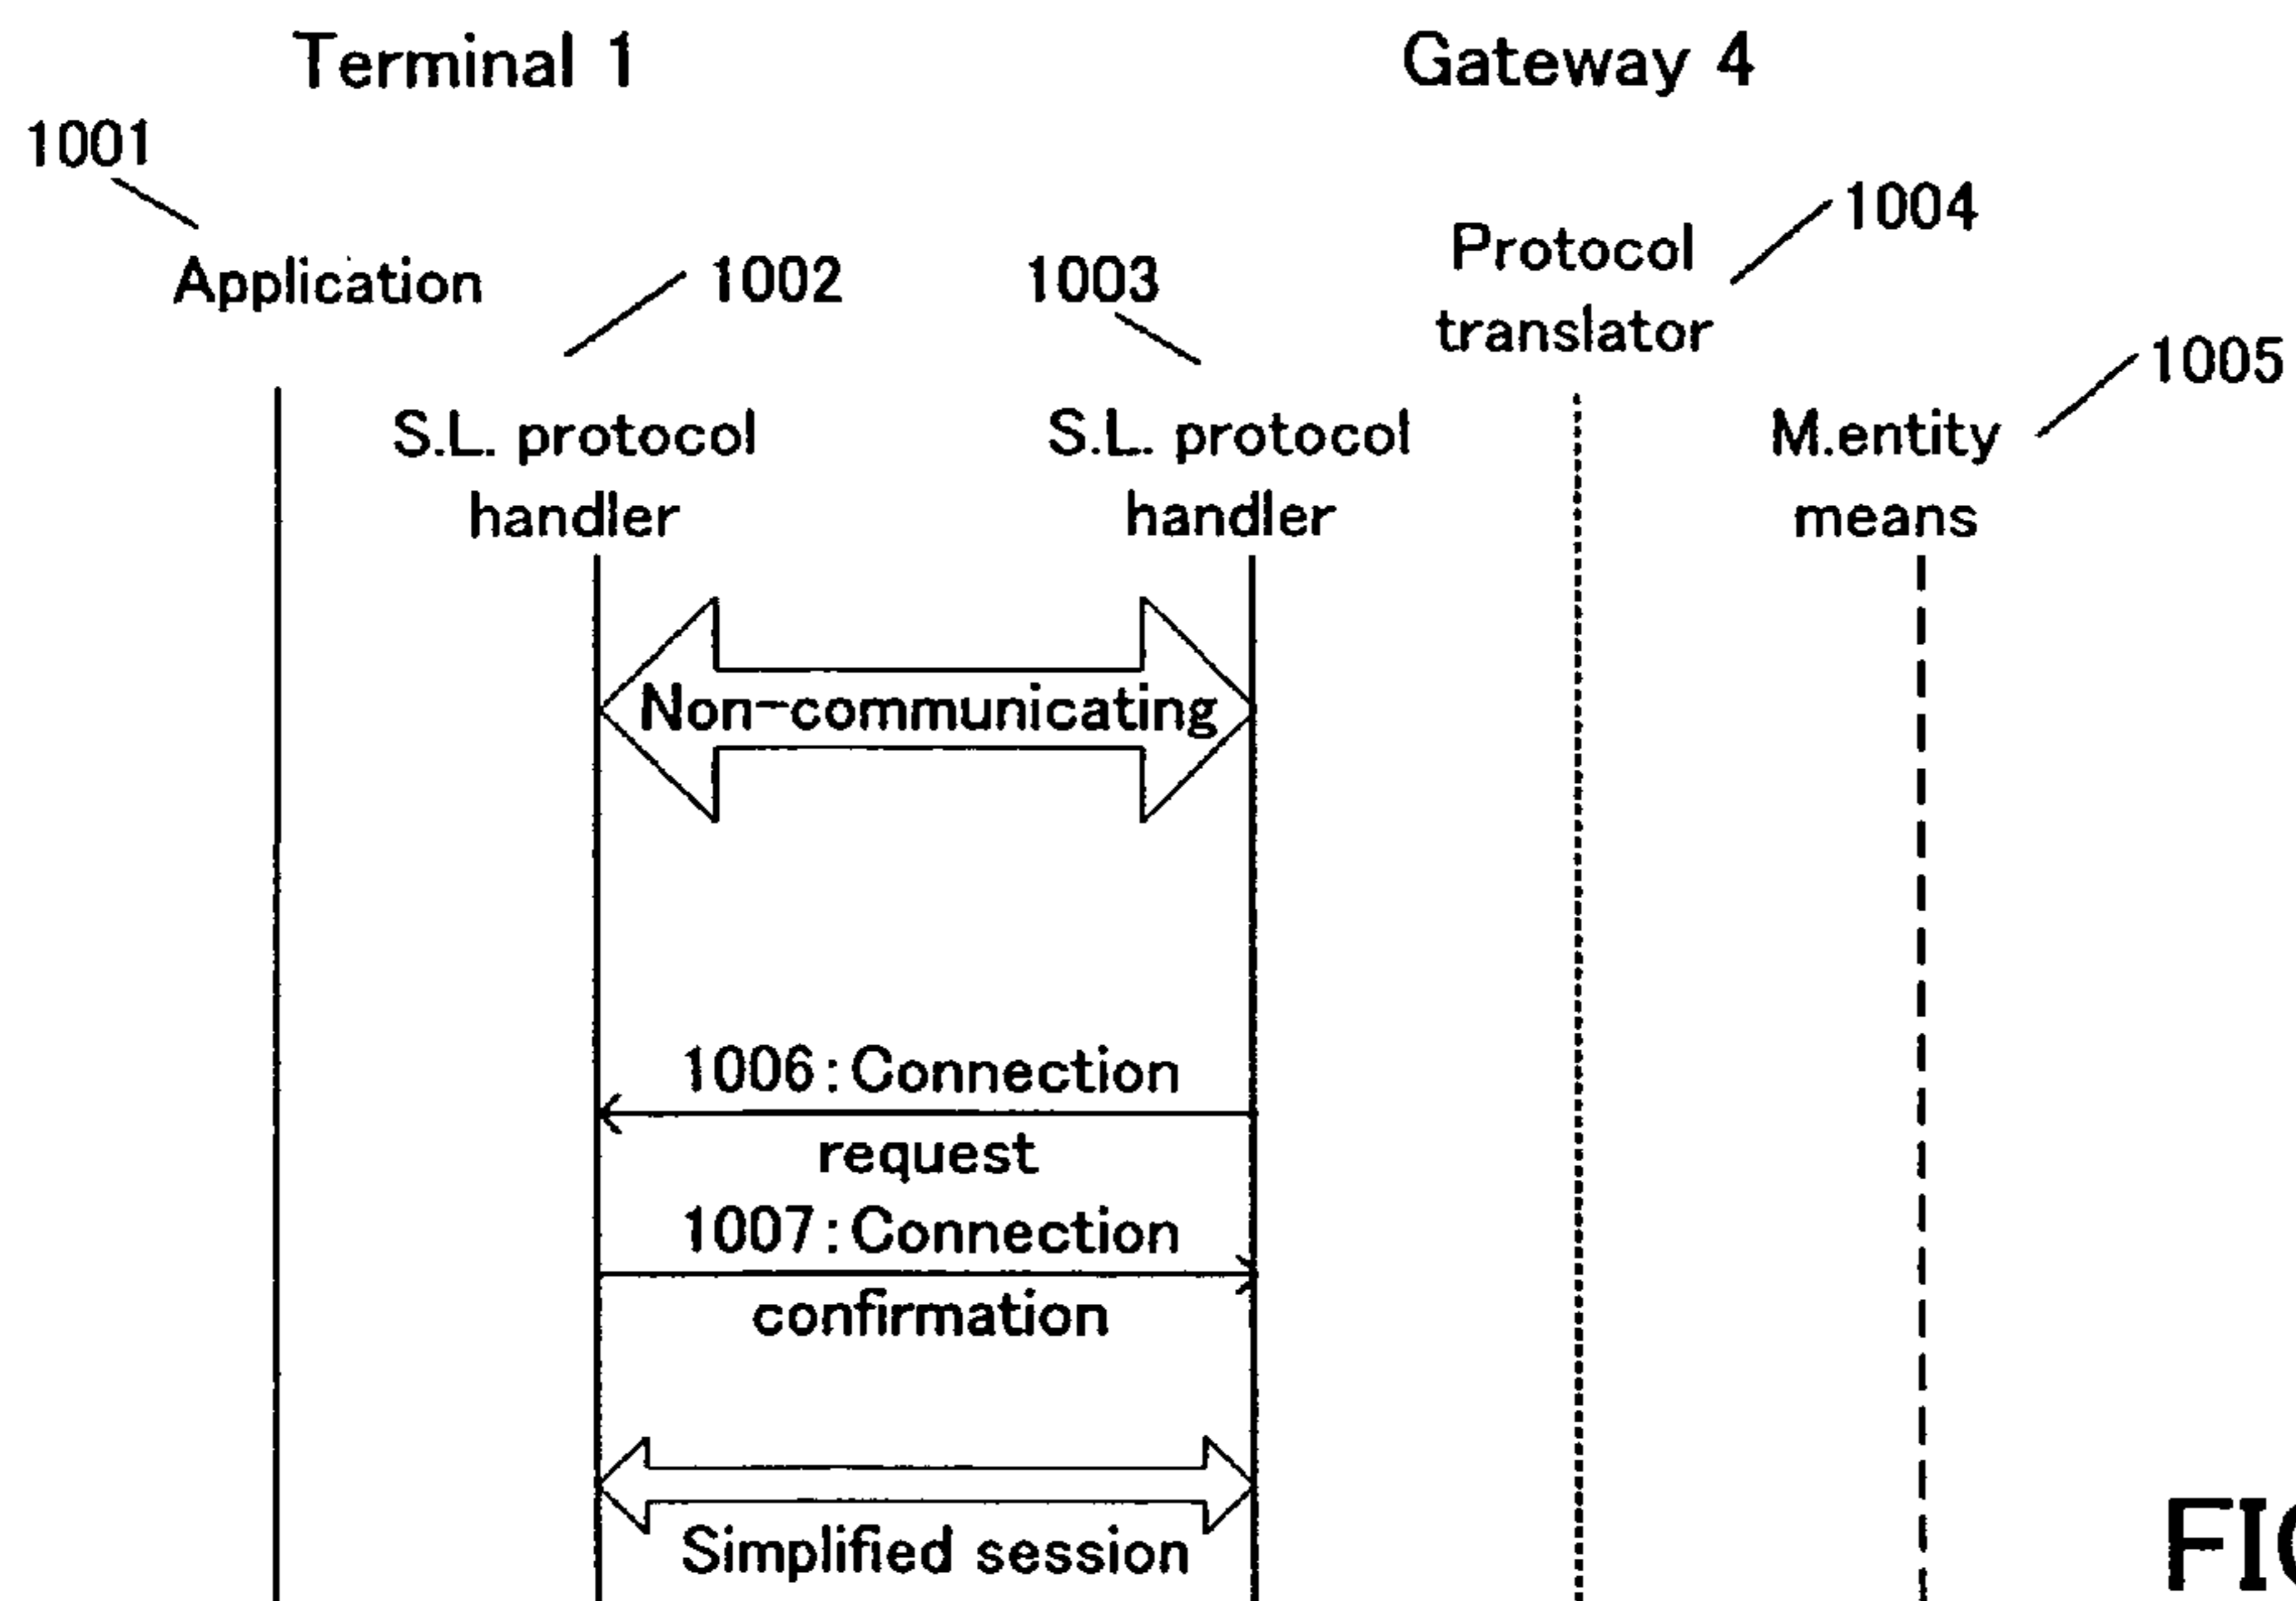 Terminal 1
Gateway 4
1001
1004
Protocol
translator
Application
1002
1003
1005
S.L. protocol
handler
S.L. protocol
handler
M.entity
means
Non-communicating
1006:Connection
request
1007:Connection
confirmation
Simplified session